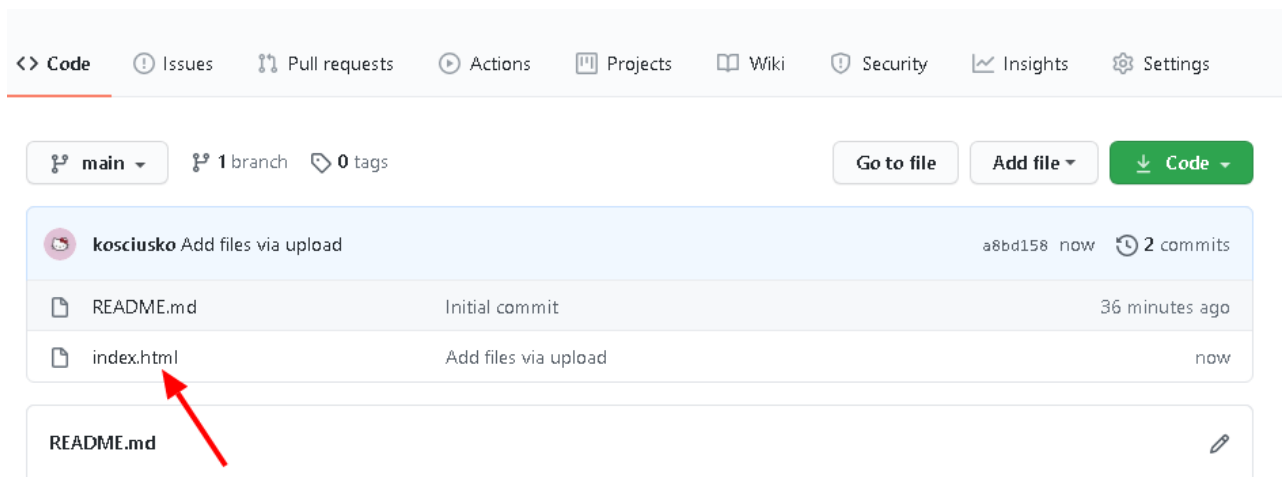 <> Code Issues Pull requests Actions Projects Wiki Security Insights Settings
main 1 branch 0 tags Go to file Add file Code
kosciusko Add files via upload a8bd158 now 2 commits
README.md Initial commit 36 minutes ago
index.html Add files via upload now
README.md